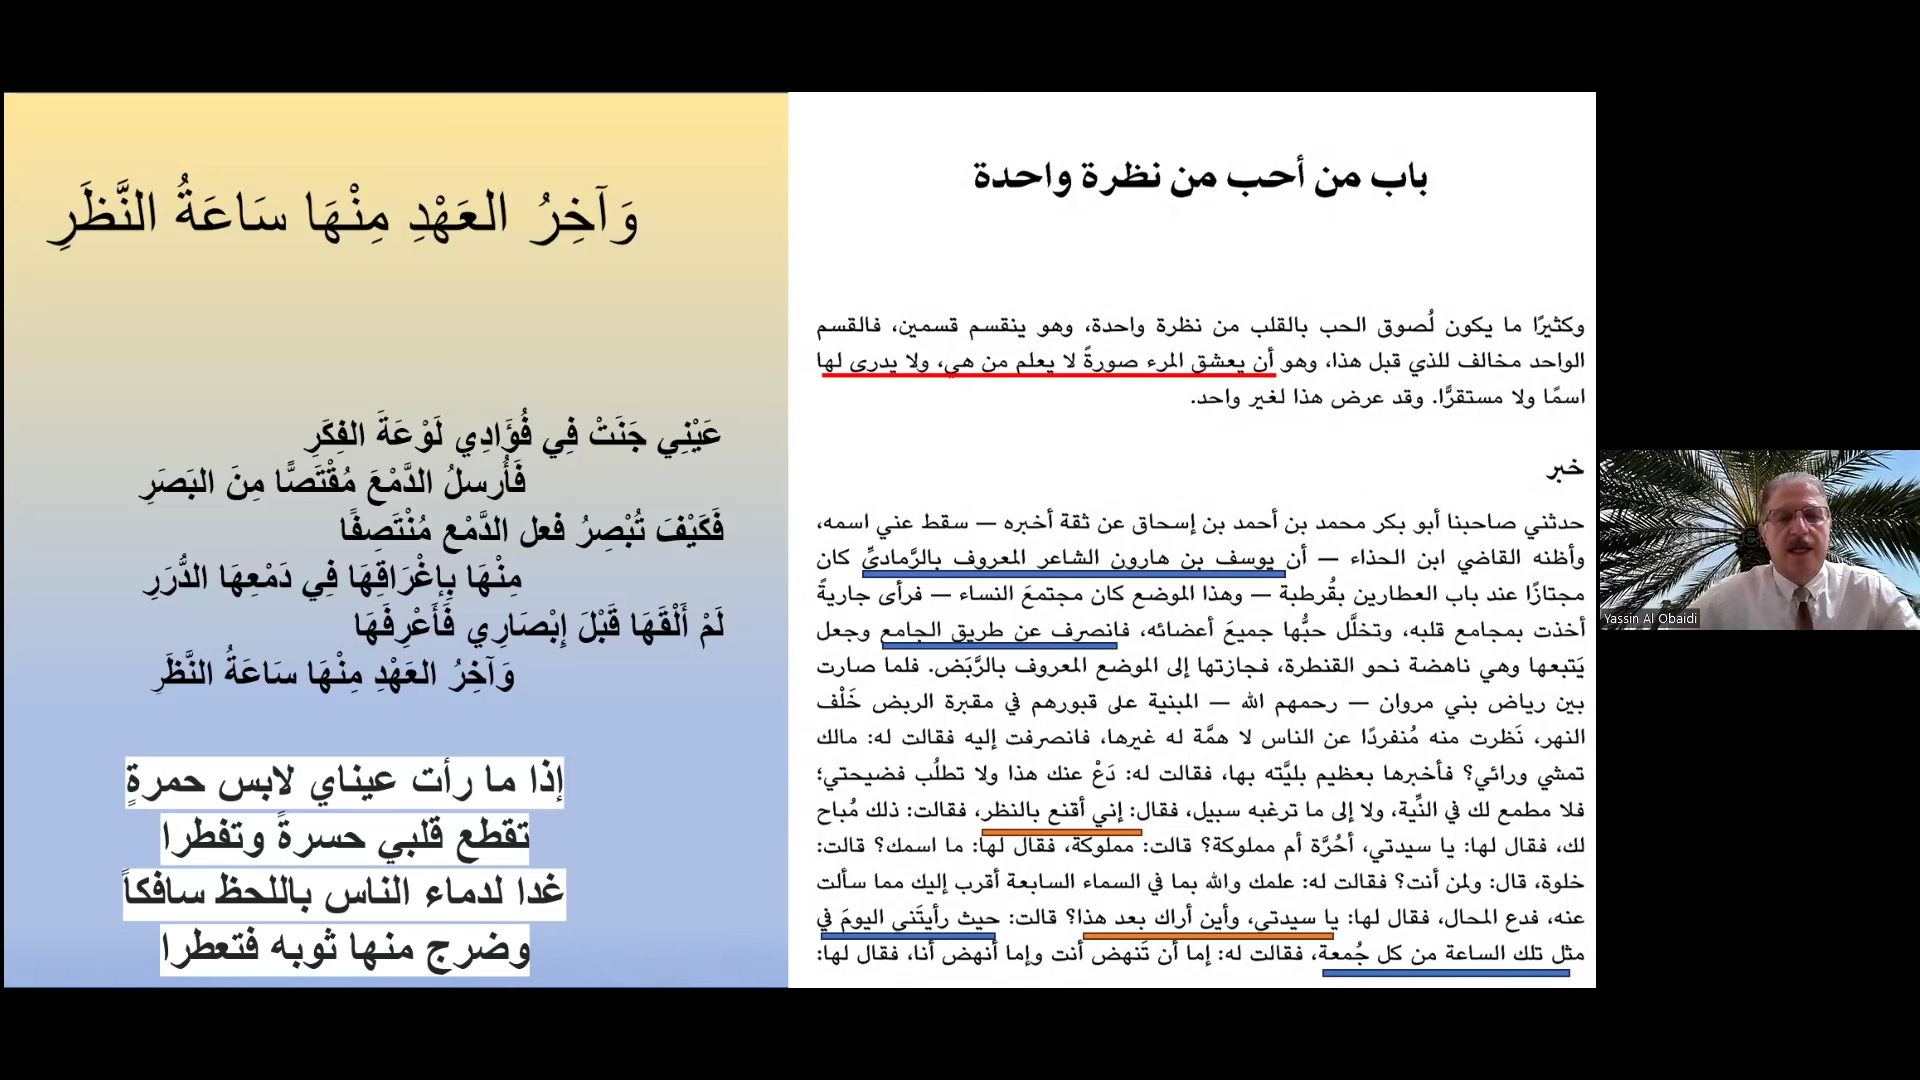 وَآخِرُ العَهْدِ مِنْهَا سَاعَةُ النَّظَرِ
عَيْنِي جَنَتْ فِي فُؤَادِي لَوْعَةَ الفِكَرِ
فَأُرسلُ الدَّمْعَ مُقْتَصًّا مِنَ البَصَرِ
فَكَيْفَ تُبْصِرُ فعل الدَّمْع مُنْتَصِفًا
مِنْهَا بِإِغْرَاقِهَا فِي دَمْعِهَا الدُّرَرِ
لَمْ أَلْقَهَا قَبْلَ إِبْصَارِي فَأَعْرِفَهَا
وَآخِرُ العَهْدِ مِنْهَا سَاعَةُ النَّظَرِ
إذا ما رأت عيناي لابس حمرةٍ
تقطع قلبي حسرةً وتفطرا
غدا لدماء الناس باللحظ سافكاً
وضرج منها ثوبه فتعطرا
باب من أحب من نظرة واحدة
وكثيرًا ما يكون لُصوق الحب بالقلب من نظرة واحدة، وهو ينقسم قسمين، فالقسم
الواحد مخالف للذي قبل هذا، وهو أن يعشق المرء صورةً لا يعلم من هي، ولا يدرى لها
اسمًا ولا مستقرًّا. وقد عرض هذا لغير واحد.
خبر
حدثني صاحبنا أبو بكر محمد بن أحمد بن إسحاق عن ثقة أخبره — سقط عني اسمه،
وأظنه القاضي ابن الحذاء — أن يوسف بن هارون الشاعر المعروف بالرَّماديِّ كان
مجتازًا عند باب العطارين بقُرطبة — وهذا الموضع كان مجتمعَ النساء — فرأى جاريةً
أخذت بمجامع قلبه، وتخلَّل حبُّها جميعَ أعضائه، فانصرف عن طريق الجامع وجعل
يَتبعها وهي ناهضة نحو القنطرة، فجازتها إلى الموضع المعروف بالرَّبَض. فلما صارت
بين رياض بني مروان — رحمهم الله — المبنية على قبورهم في مقبرة الربض خَلْف
النهر، نَظرت منه مُنفردًا عن الناس لا همَّة له غيرها، فانصرفت إليه فقالت له: مالك
تمشي ورائي؟ فأخبرها بعظيم بليَّته بها، فقالت له: دَعْ عنك هذا ولا تطلُب فضيحتي؛
فلا مطمع لك في النِّية، ولا إلى ما ترغبه سبيل، فقال: إني أقنع بالنظر، فقالت: ذلك مُباح
لك، فقال لها: يا سيدتي، أحُرَّة أم مملوكة؟ قالت: مملوكة، فقال لها: ما اسمك؟ قالت:
خلوة، قال: ولمن أنت؟ فقالت له: علمك والله بما في السماء السابعة أقرب إليك مما سألت
عنه، فدع المحال، فقال لها: يا سيدتي، وأين أراك بعد هذا؟ قالت: حيث رأيتَني اليومَ في
مثل تلك الساعة من كل جُمعة، فقالت له: إما أن تَنهض أنت وإما أنهض أنا، فقال لها:
Yassin Al Obaidi